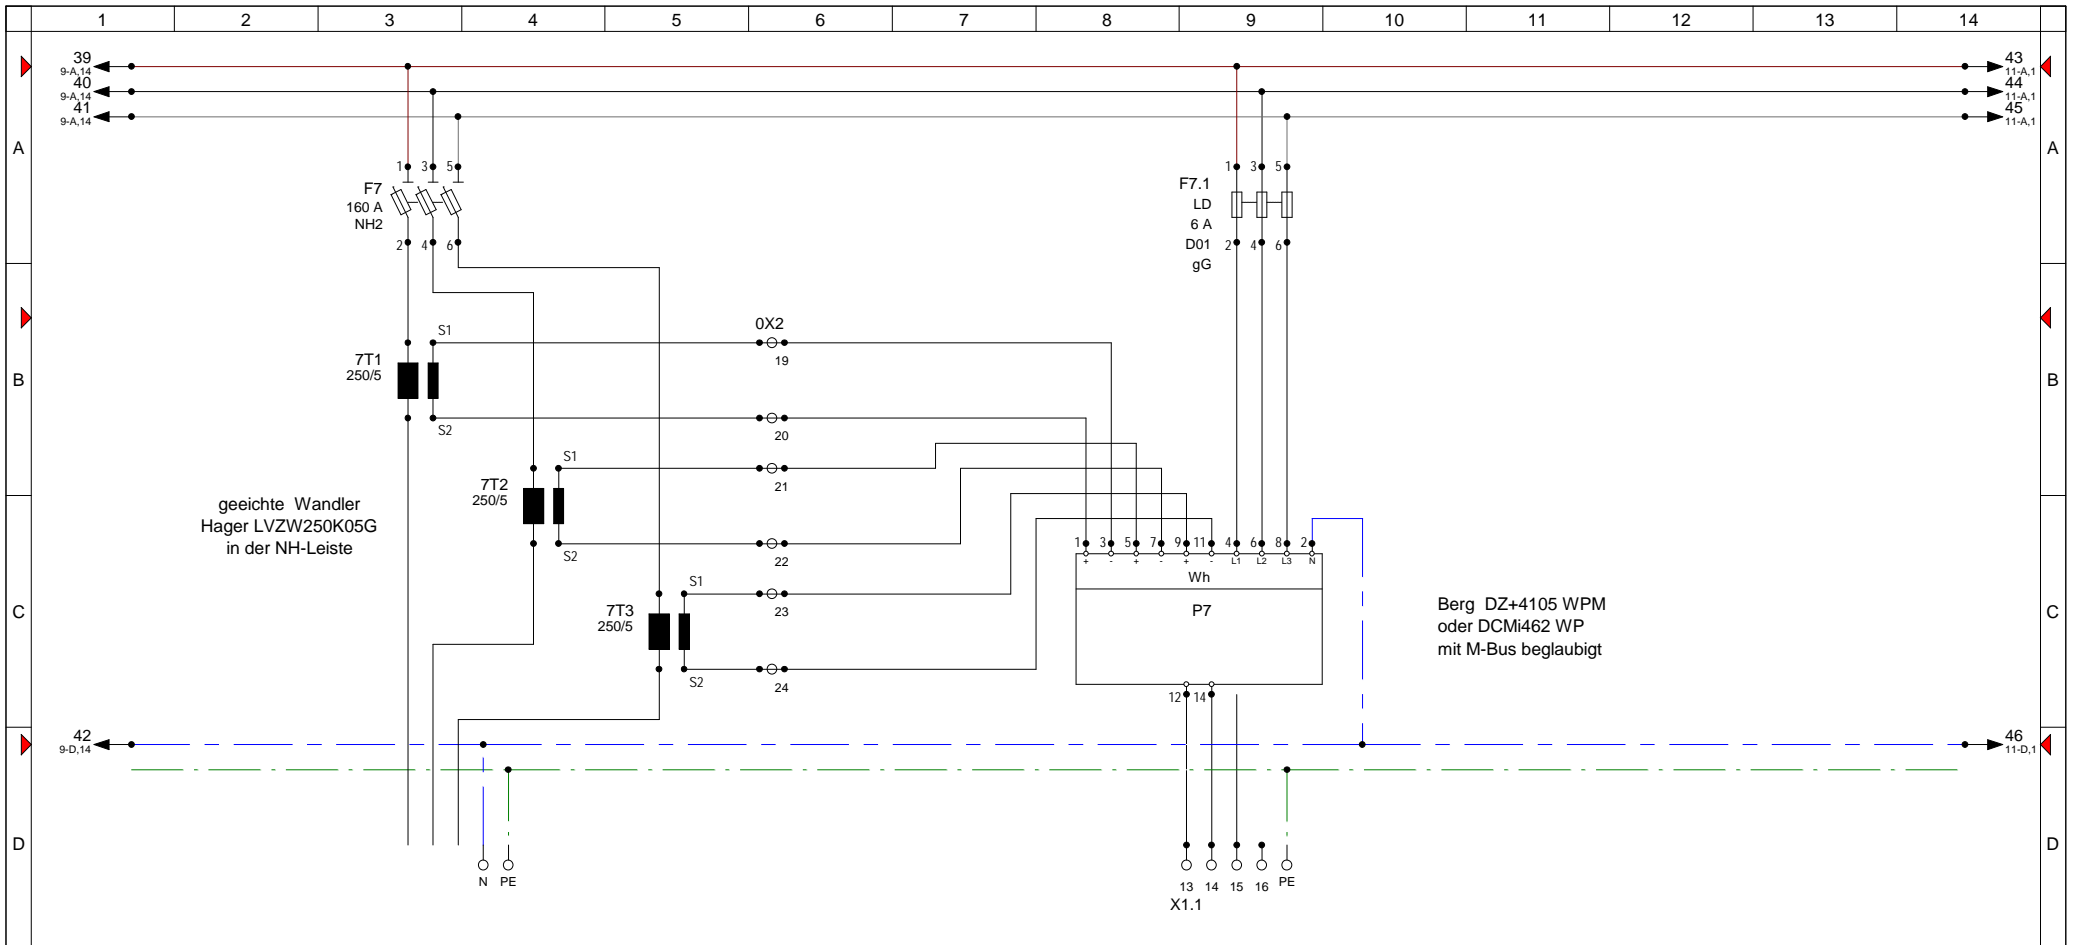 1 2 3 4 5 6 7 8 9 10 11 12 13 14
39
9-A,14
40
9-A,14
41
9-A,14
43
11-A,1
44
11-A,1
45
11-A,1
A A
1 3 5
F7
160 A
NH2
2 4 6
1 3 5
F7.1
LD
6 A
D01
gG
2 4 6
B B
7T1
250/5
S1
S2
0X2
19
20
7T2
250/5
S1
S2
21
22
geeichte Wandler
Hager LVZW250K05G
in der NH-Leiste
C C
7T3
250/5
S1
S2
23
24
1 3 5 7 9 11 4 6 8 2
+ - + - + - L1 L2 L3 N
Wh
P7
12 14
Berg DZ+4105 WPM
oder DCMi462 WP
mit M-Bus beglaubigt
42
9-D,14
46
11-D,1
D D
N PE
13 14 15 16 PE
X1.1